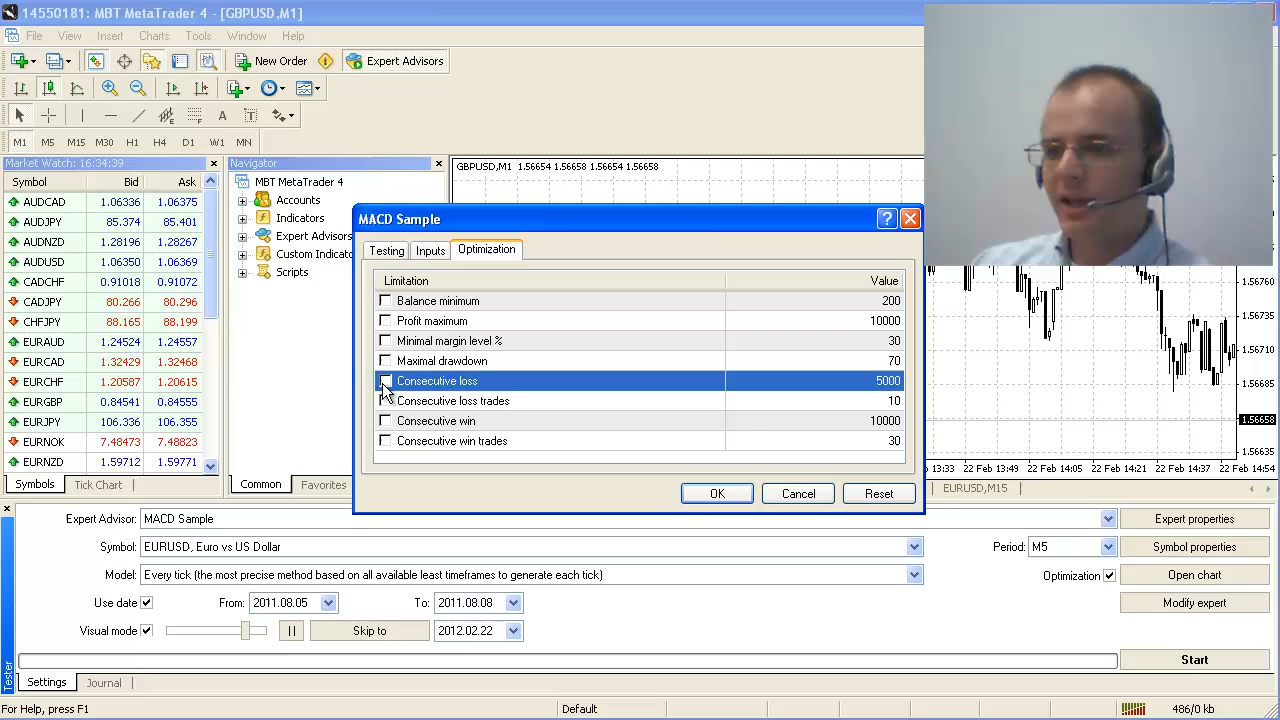 14550181: MBT MetaTrader 4 - [GBPUSD,M1]
File View Insert Charts Tools Window Help
New Order Expert Advisors
A T
M1 M5 M15 M30 H1 H4 D1 W1 MN
Market Watch: 16:34:39
Symbol Bid Ask
AUDCAD 1.06336 1.06375
AUDJPY 85.374 85.401
AUDNZD 1.28196 1.28267
AUDUSD 1.06350 1.06369
CADCHF 0.91018 0.91072
CADJPY 80.266 80.296
CHFJPY 88.165 88.199
EURAUD 1.24524 1.24557
EURCAD 1.32429 1.32468
EURCHF 1.20587 1.20615
EURGBP 0.84541 0.84555
EURJPY 106.336 106.355
EURNOK 7.48473 7.48823
EURNZD 1.59712 1.59771
Symbols Tick Chart
Navigator
MBT MetaTrader 4
Accounts
Indicators
Expert Advisors
Custom Indicato
Scripts
Common Favorites
GBPUSD,M1 1.56654 1.56658 1.56654 1.56658
MACD Sample
Testing Inputs Optimization
Limitation Value
Balance minimum 200
Profit maximum 10000
Minimal margin level % 30
Maximal drawdown 70
Consecutive loss 5000
Consecutive loss trades 10
Consecutive win 10000
Consecutive win trades 30
OK Cancel Reset
1.56760
1.56735
1.56710
1.56685
1.56658
1.56635
13:33 22 Feb 13:49 22 Feb 14:05 22 Feb 14:21 22 Feb 14:37 22 Feb 14:54
EURUSD,M15
Expert Advisor: MACD Sample Expert properties
Symbol: EURUSD, Euro vs US Dollar Period: M5 Symbol properties
Model: Every tick (the most precise method based on all available least timeframes to generate each tick) Optimization Open chart
Use date From: 2011.08.05 To: 2011.08.08 Modify expert
Visual mode Skip to 2012.02.22
Start
Settings Journal
Tester
For Help, press F1 Default 486/0 kb